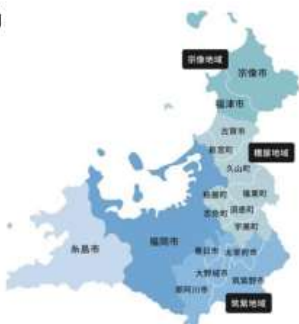 宗像地域
宗像市
福津市
古賀市
新宮町
糟屋地域
久山町
粕屋町
篠栗町
志免町
須恵町
宇美町
糸島市
福岡市
春日市
太宰府市
大野城市
筑紫野市
那珂川市
筑紫地域